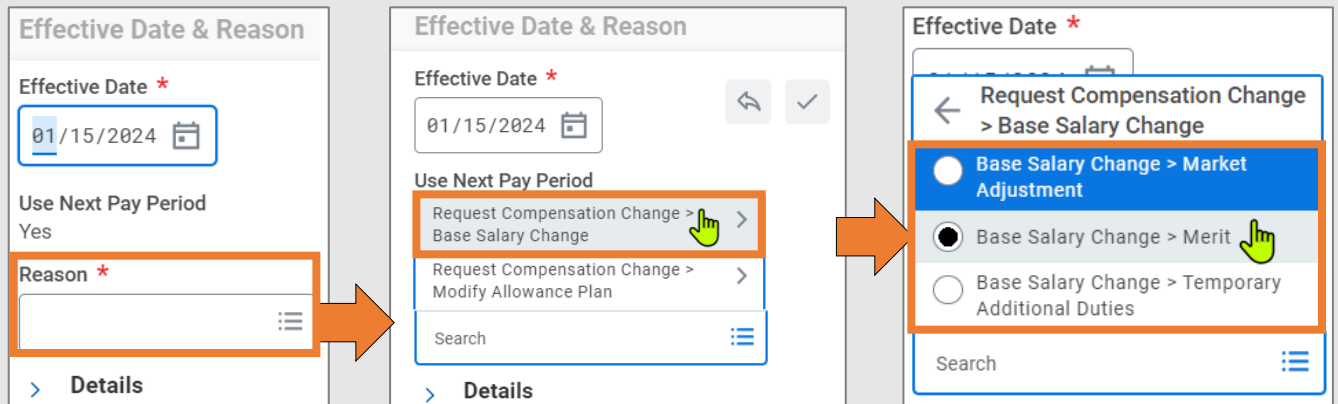 Effective Date & Reason
Effective Date *
01/15/2024
Use Next Pay Period
Yes
Reason *
Details
Effective Date & Reason
Effective Date *
01/15/2024
Use Next Pay Period
Request Compensation Change >
Base Salary Change
Request Compensation Change >
Modify Allowance Plan
Search
Details
Effective Date *
Request Compensation Change
> Base Salary Change
Base Salary Change > Market
Adjustment
Base Salary Change > Merit
Base Salary Change > Temporary
Additional Duties
Search